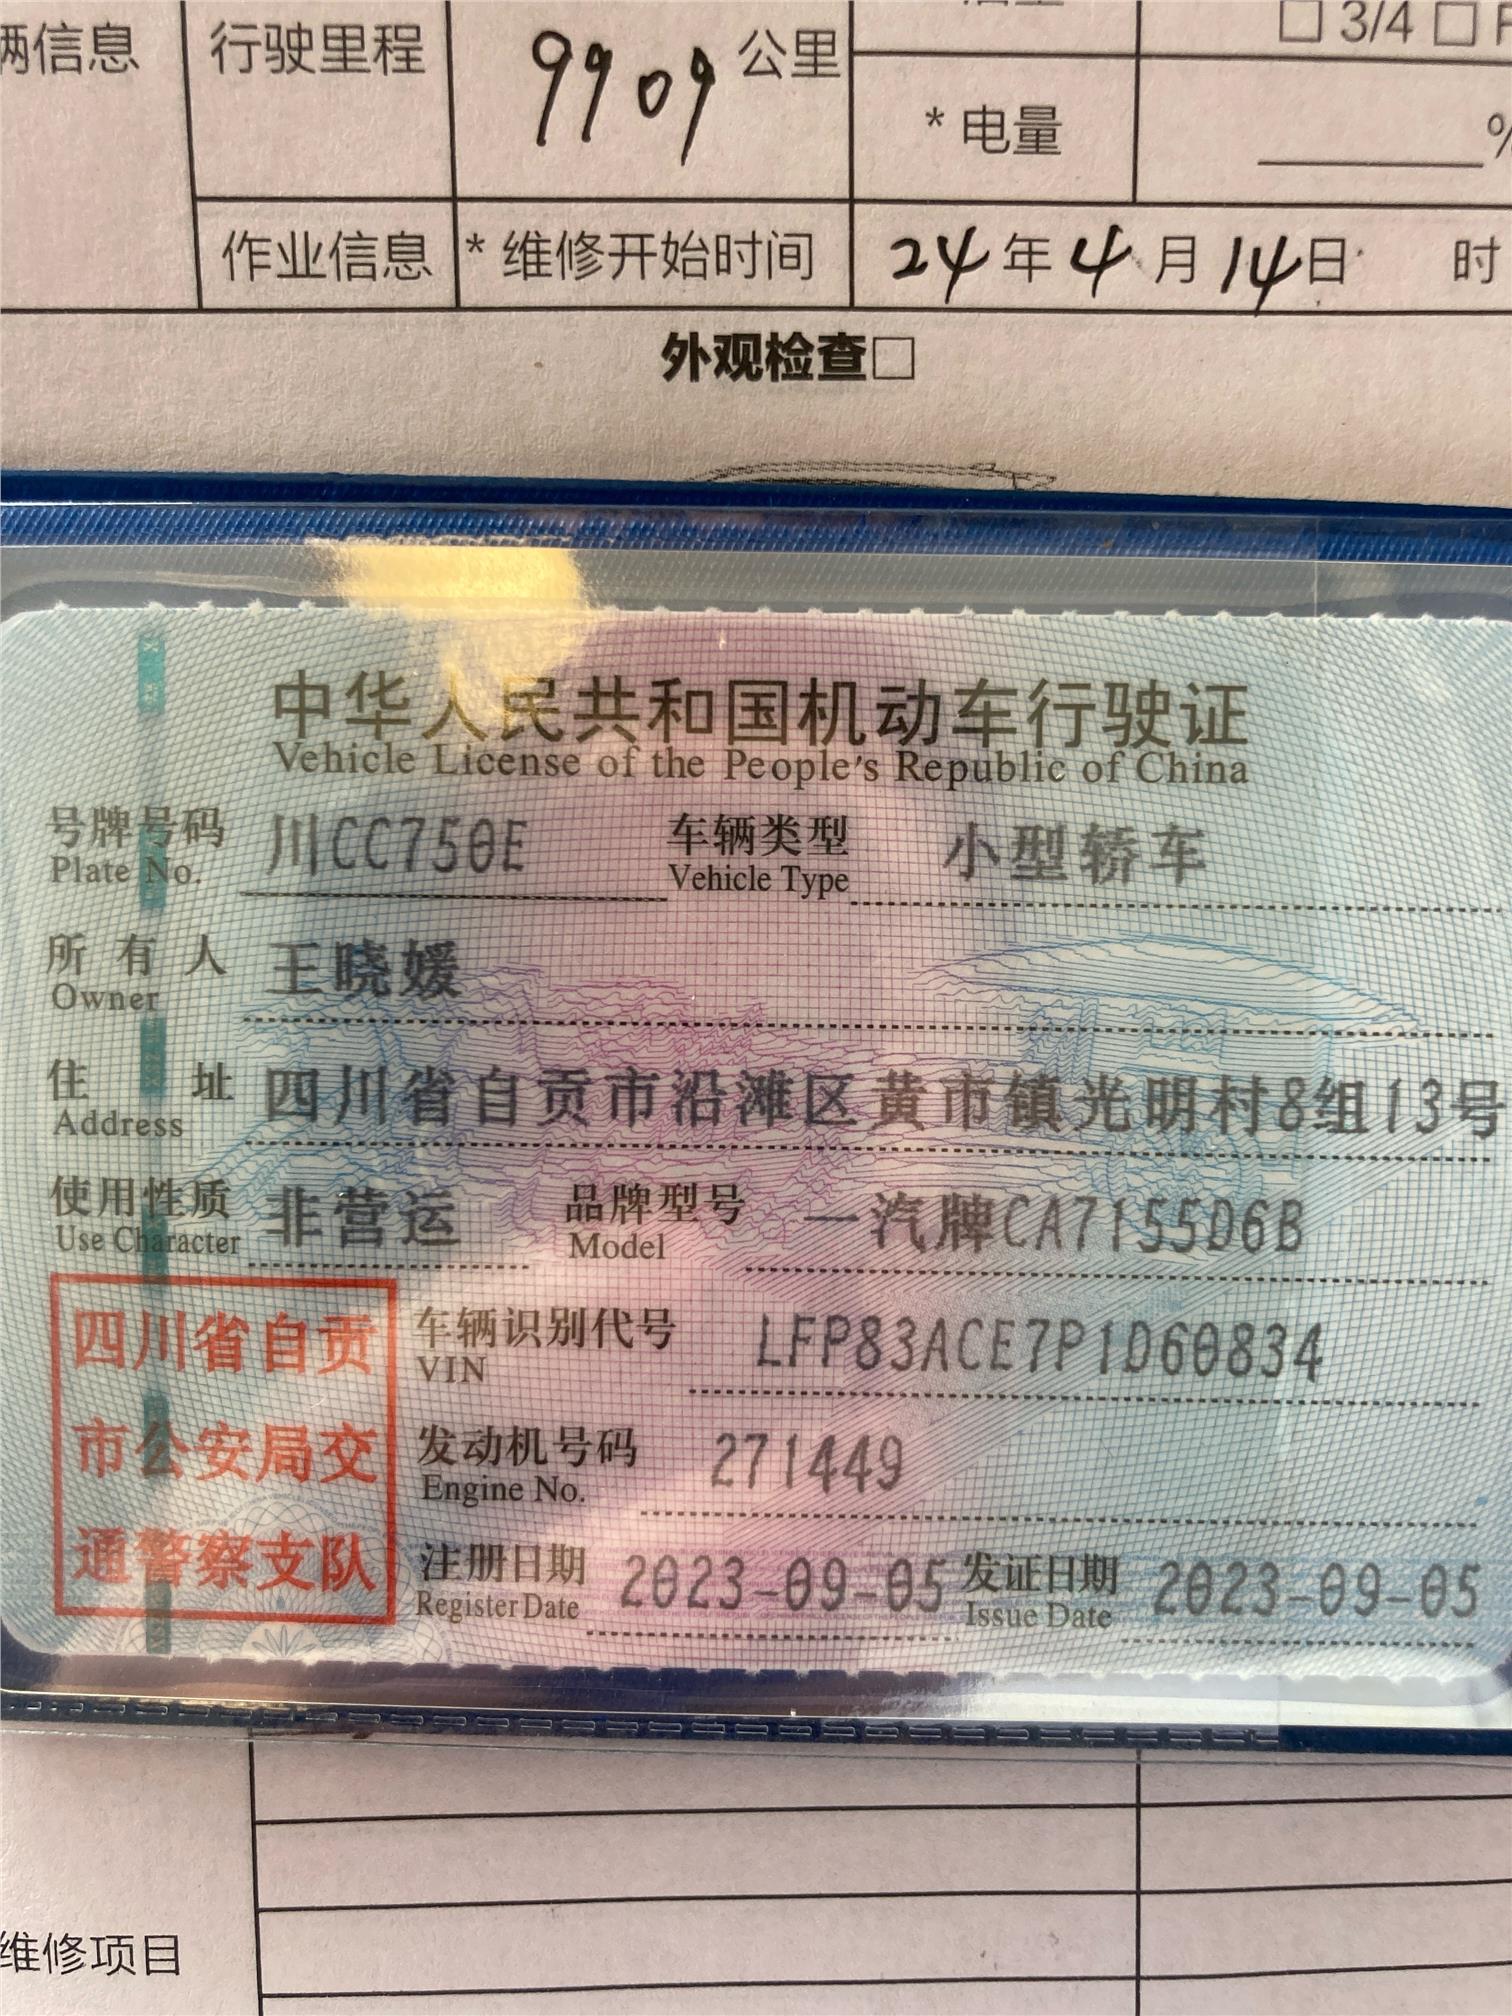 辆信息 行驶里程 9909 公里 □ 3/4 □
* 电量 %
作业信息 * 维修开始时间 24 年 4 月 14 日 时
外观检查□
中华人民共和国机动车行驶证
Vehicle License of the People's Republic of China
号牌号码 川CC750E 车辆类型 小型轿车
Plate No. Vehicle Type
所有人 王晓媛
Owner
住址 四川省自贡市沿滩区黄市镇光明村8组13号
Address
使用性质 非营运 品牌型号 一汽牌CA7155D6B
Use Character Model
四川省自贡
市公安局交
通警察支队
车辆识别代号 LFP83ACE7P1D60834
VIN
发动机号码 271449
Engine No.
注册日期 2023-09-05 发证日期 2023-09-05
Register Date Issue Date
维修项目